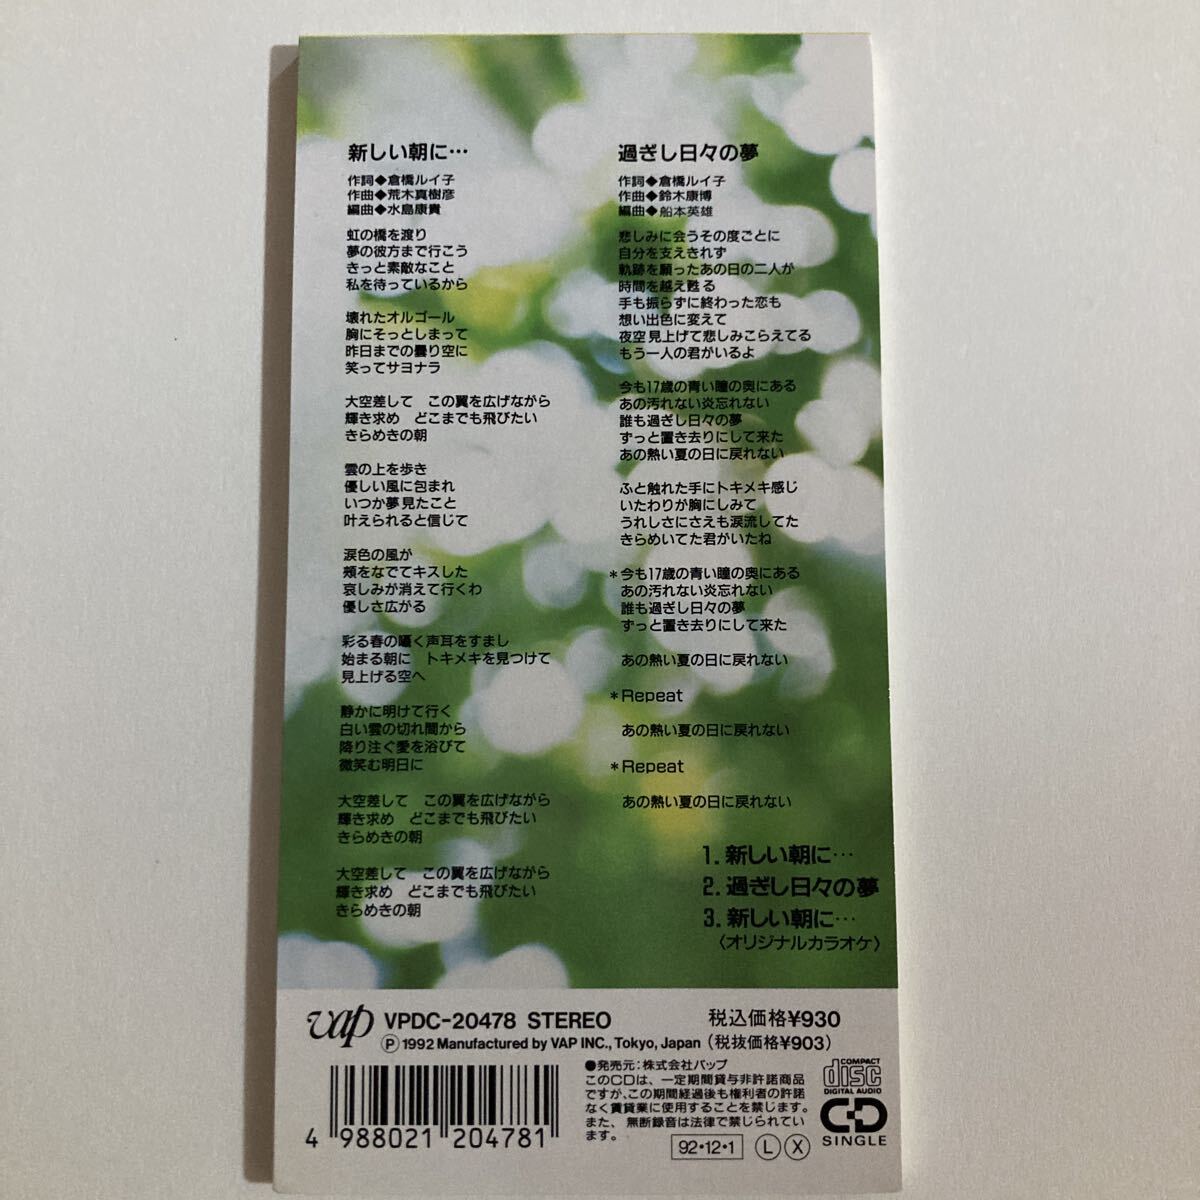 新しい朝に…
作詞◆倉橋ルイ子
作曲◆荒木真樹彦
編曲◆水島康貴
虹の橋を渡り
夢の彼方まで行こう
きっと素敵なこと
私を待っているから
壊れたオルゴール
胸にそっとしまって
昨日までの曇り空に
笑ってサヨナラ
大空差して　この翼を広げながら
輝き求め　どこまでも飛びたい
きらめきの朝
雲の上を歩き
優しい風に包まれ
いつか夢見たこと
叶えられると信じて
涙色の風が
頬をなでてキスした
哀しみが消えて行くわ
優しさ広がる
彩る春の囁く声耳をすまし
始まる朝に　トキメキを見つけて
見上げる空へ
静かに明けて行く
白い雲の切れ間から
降り注ぐ愛を浴びて
微笑む明日に
大空差して　この翼を広げながら
輝き求め　どこまでも飛びたい
きらめきの朝
大空差して　この翼を広げながら
輝き求め　どこまでも飛びたい
きらめきの朝
過ぎし日々の夢
作詞◆倉橋ルイ子
作曲◆鈴木康博
編曲◆船本英雄
悲しみに会うその度ごとに
自分を支えきれず
軌跡を願ったあの日の二人が
時間を越え甦る
手も振らずに終わった恋も
想い出色に変えて
夜空見上げて悲しみこらえてる
もう一人の君がいるよ
今も17歳の青い瞳の奥にある
あの汚れない炎忘れない
誰も過ぎし日々の夢
ずっと置き去りにして来た
あの熱い夏の日に戻れない
ふと触れた手にトキメキ感じ
いたわりが胸にしみて
うれしさにさえも涙流してた
きらめいてた君がいたね
*今も17歳の青い瞳の奥にある
あの汚れない炎忘れない
誰も過ぎし日々の夢
ずっと置き去りにして来た
あの熱い夏の日に戻れない
*Repeat
あの熱い夏の日に戻れない
*Repeat
あの熱い夏の日に戻れない
1. 新しい朝に…
2. 過ぎし日々の夢
3. 新しい朝に…
〈オリジナルカラオケ〉
vap VPDC-20478 STEREO
税込価格¥930
Ⓟ1992 Manufactured by VAP INC., Tokyo, Japan (税抜価格¥903)
4 988021 204781
●発売元：株式会社バップ
このCDは、一定期間貸与非許諾商品
ですが、この期間経過後も権利者の許諾
なく賃貸業に使用することを禁じます。
また、無断録音は法律で禁じられてい
ます。
92・12・1 Ⓛ Ⓧ
COMPACT
disc
DIGITAL AUDIO
CD
SINGLE